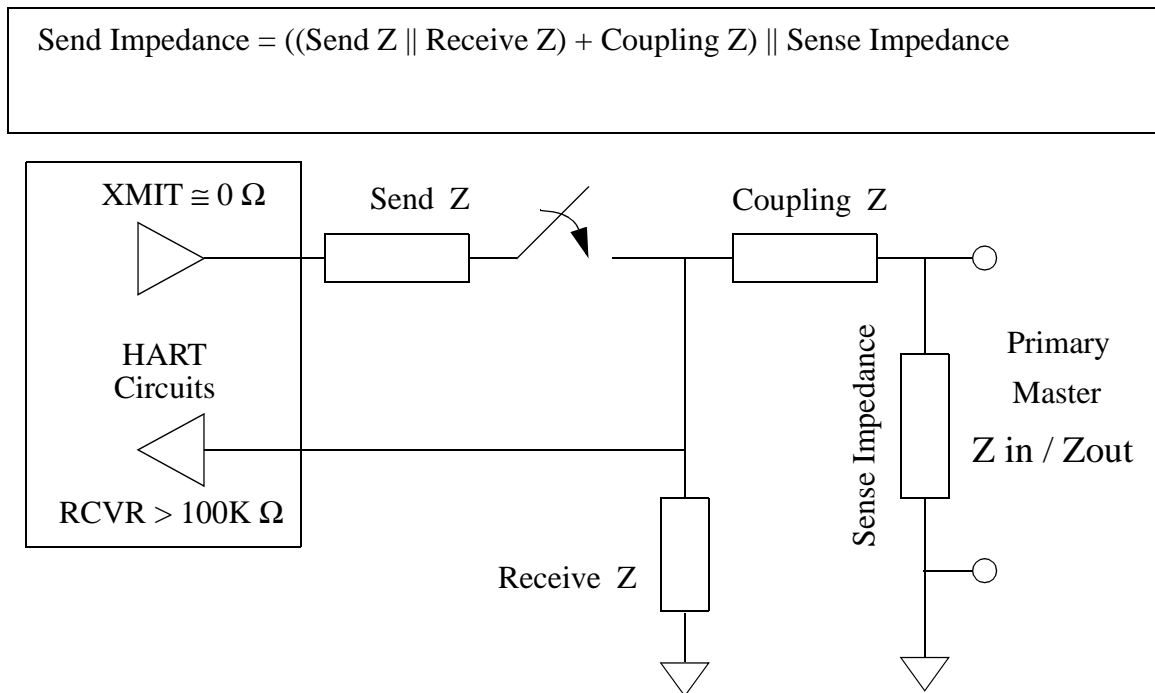 Send Impedance = ((Send Z || Receive Z) + Coupling Z) || Sense Impedance
XMIT ≅ 0 Ω
Send Z
Coupling Z
HART
Circuits
RCVR > 100K Ω
Receive Z
Sense Impedance
Primary
Master
Z in / Zout